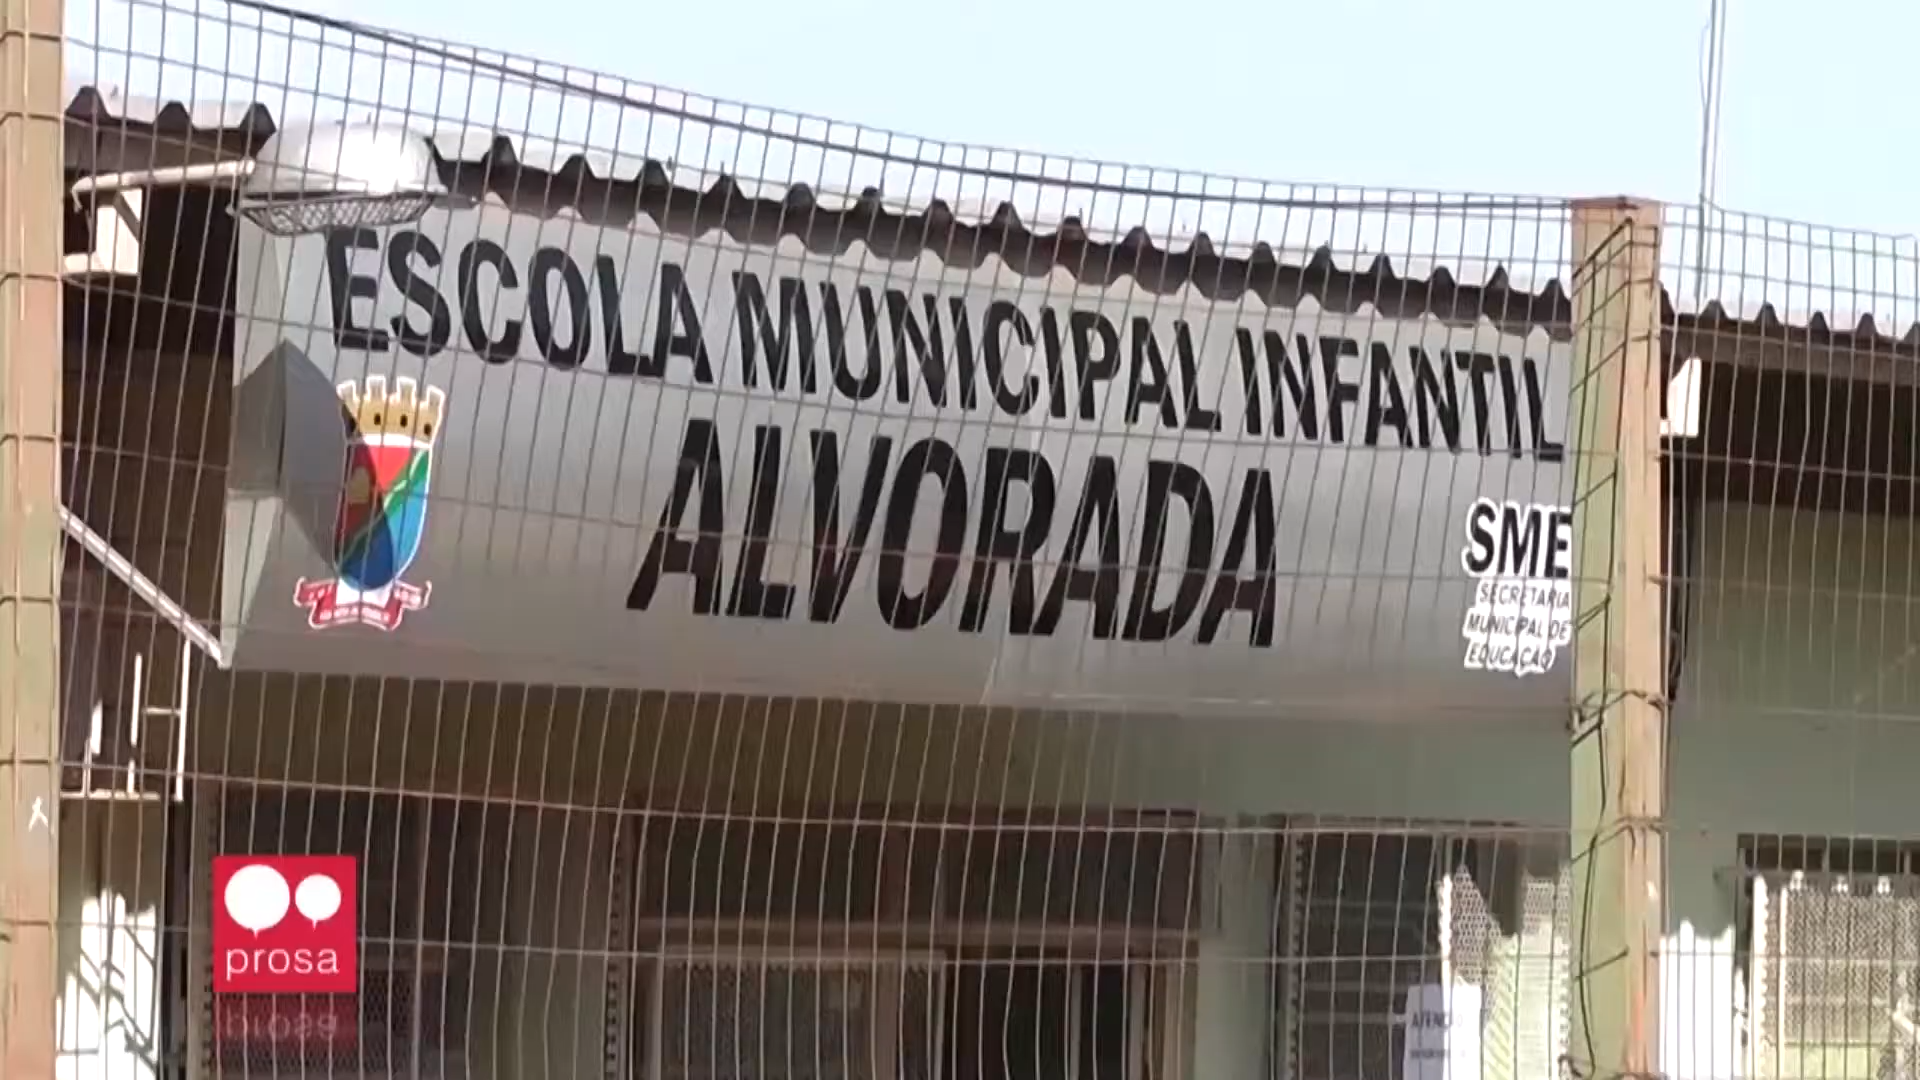 ESCOLA MUNICIPAL INFANTIL
ALVORADA
SME
SECRETARIA
MUNICIPAL DE
EDUCAÇÃO
prosa